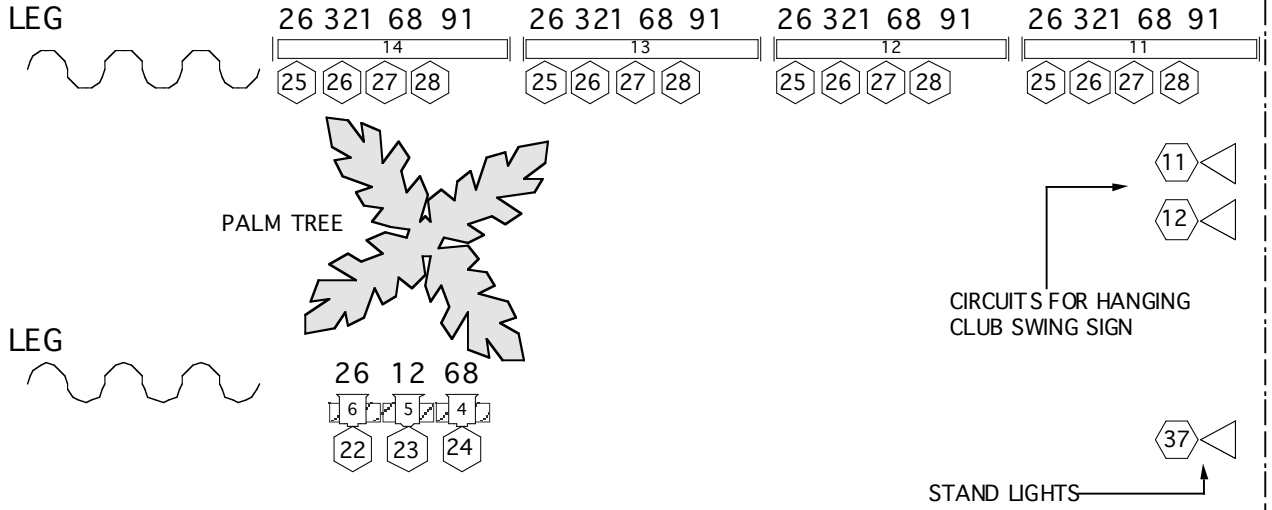 LEG 26 321 68 91 26 321 68 91 26 321 68 91 26 321 68 91
14 13 12 11
25 26 27 28 25 26 27 28 25 26 27 28 25 26 27 28
11
PALM TREE 12
CIRCUITS FOR HANGING
CLUB SWING SIGN
LEG
26 12 68
6 5 4
22 23 24 37
STAND LIGHTS